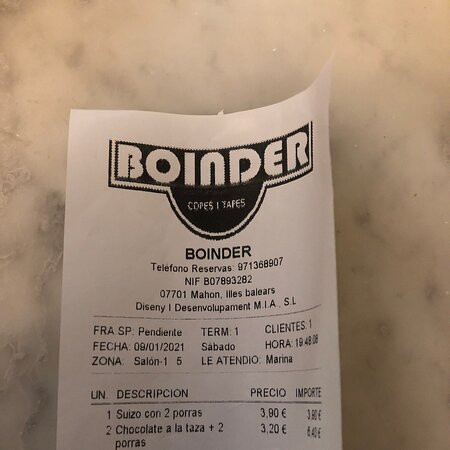 BOINDER
COPES I TAPES
BOINDER
Teléfono Reservas: 971368907
NIF B07893282
07701 Mahon, Illes balears
Diseny I Desenvolupament M.I.A., S.L
FRA SP: Pendiente TERM: 1 CLIENTES: 1
FECHA: 09/01/2021 Sábado HORA: 19:48:08
ZONA: Salón-1 5 LE ATENDIO: Marina
UN. DESCRIPCION PRECIO IMPORTE
1 Suizo con 2 porras 3,90 € 3,90 €
2 Chocolate a la taza + 2 3,20 € 6,40 €
porras